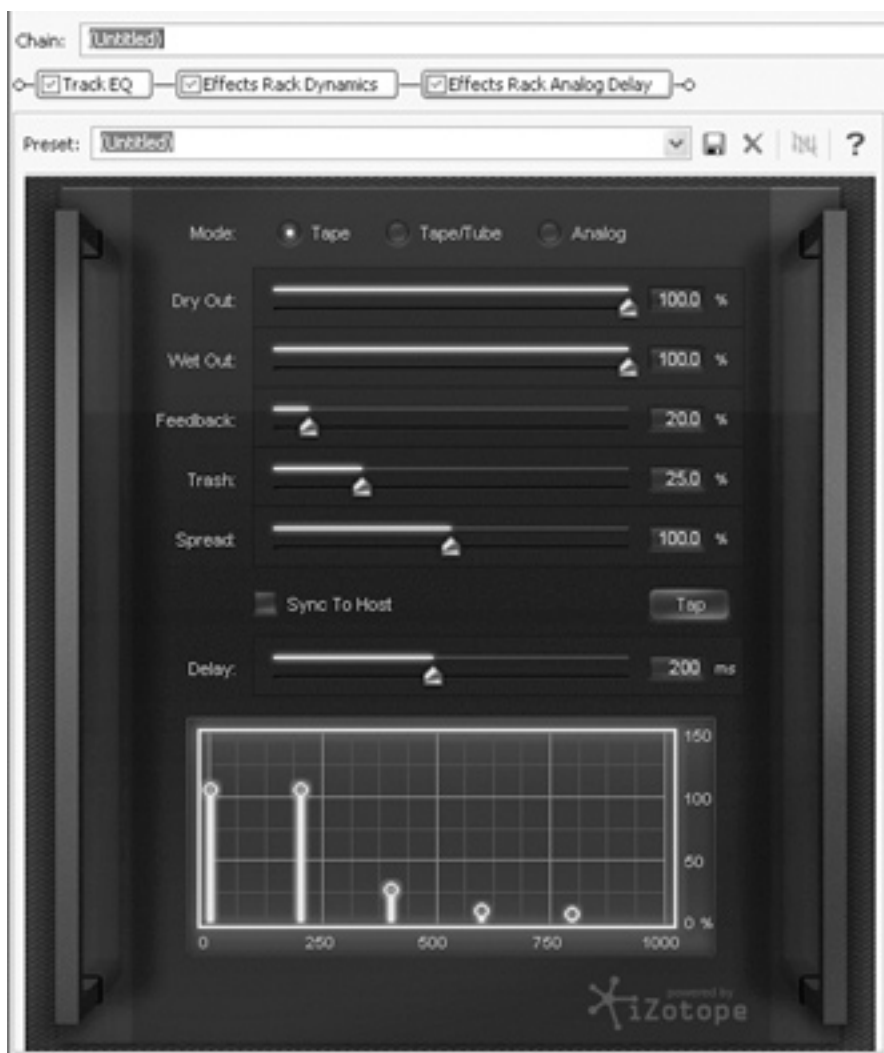 Chain: (Untitled)
Track EQ Effects Rack Dynamics Effects Rack Analog Delay
Preset: (Untitled) ?
Mode: Tape Tape/Tube Analog
Dry Out: 100.0 %
Wet Out: 100.0 %
Feedback: 20.0 %
Trash: 25.0 %
Spread: 100.0 %
Sync To Host Tap
Delay: 200 ms
150
100
50
0 %
0 250 500 750 1000
powered by
iZotope